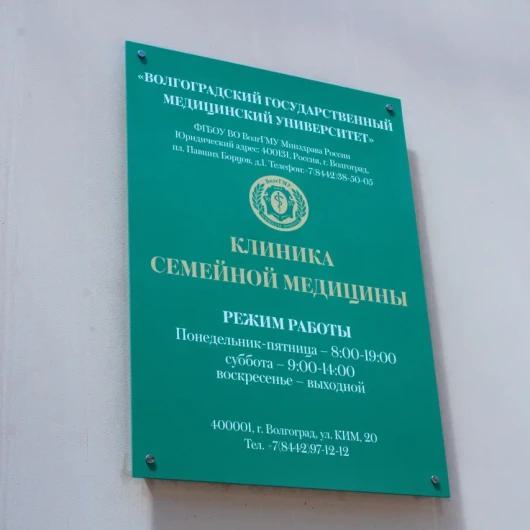 «ВОЛГОГРАДСКИЙ ГОСУДАРСТВЕННЫЙ
МЕДИЦИНСКИЙ УНИВЕРСИТЕТ»
ФГБОУ ВО ВолгГМУ Минздрава России
Юридический адрес: 400131, Россия, г. Волгоград,
пл. Павших Борцов, д.1. Телефон:+7(8442)38-50-05
ВолгГМУ
КЛИНИКА
СЕМЕЙНОЙ МЕДИЦИНЫ
РЕЖИМ РАБОТЫ
Понедельник-пятница – 8:00-19:00
суббота – 9:00-14:00
воскресенье – выходной
400001, г. Волгоград, ул. КИМ, 20
Тел. +7(8442)97-12-12